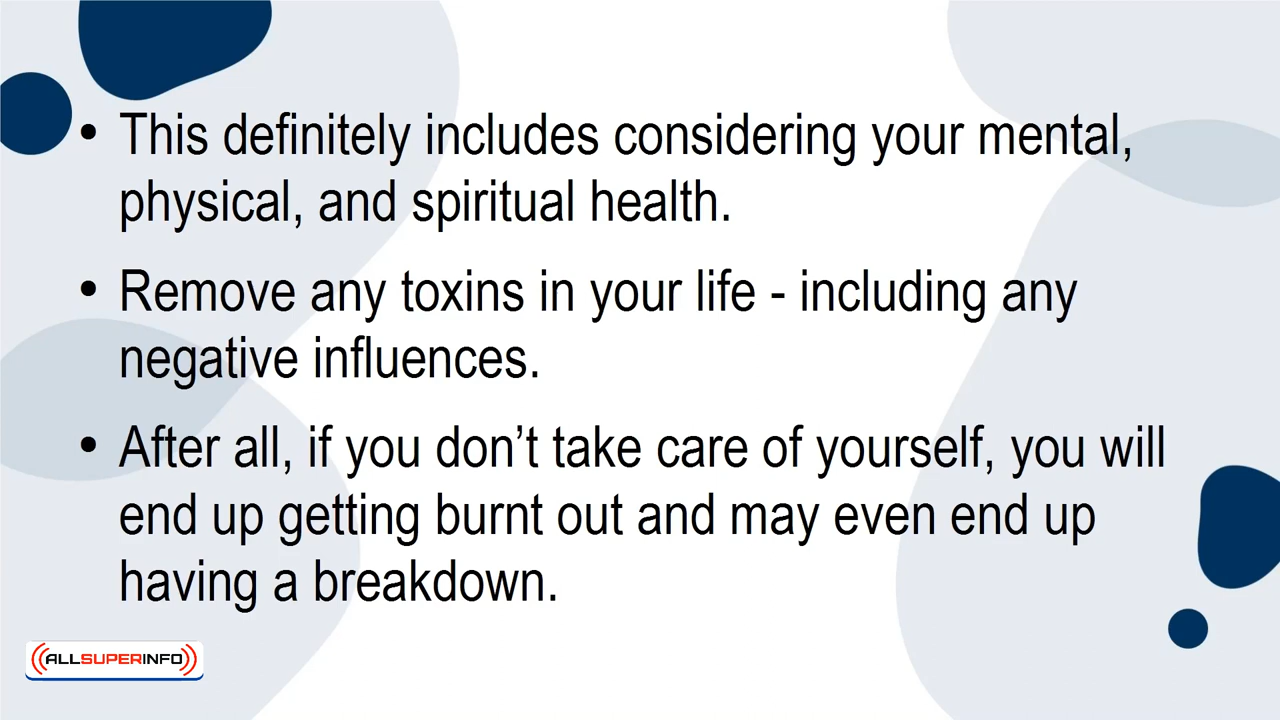 • This definitely includes considering your mental,
physical, and spiritual health.
• Remove any toxins in your life - including any
negative influences.
• After all, if you don’t take care of yourself, you will
end up getting burnt out and may even end up
having a breakdown.
ALLSUPERINFO